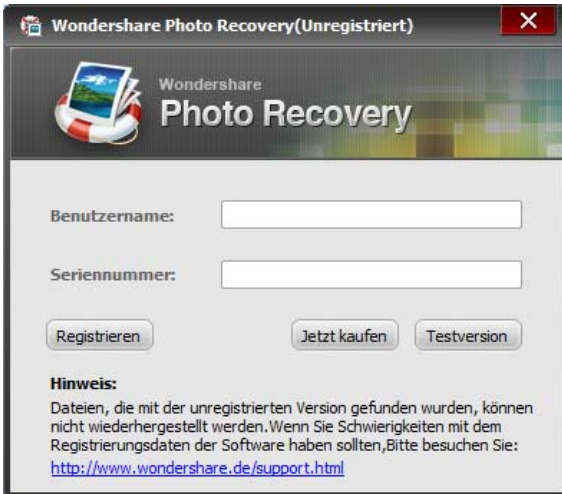 Wondershare Photo Recovery(Unregistriert)
Wondershare
Photo Recovery
Benutzername:
Seriennummer:
Registrieren
Jetzt kaufen
Testversion
Hinweis:
Dateien, die mit der unregistrierten Version gefunden wurden, können
nicht wiederhergestellt werden.Wenn Sie Schwierigkeiten mit dem
Registrierungsdaten der Software haben sollten,Bitte besuchen Sie:
http://www.wondershare.de/support.html